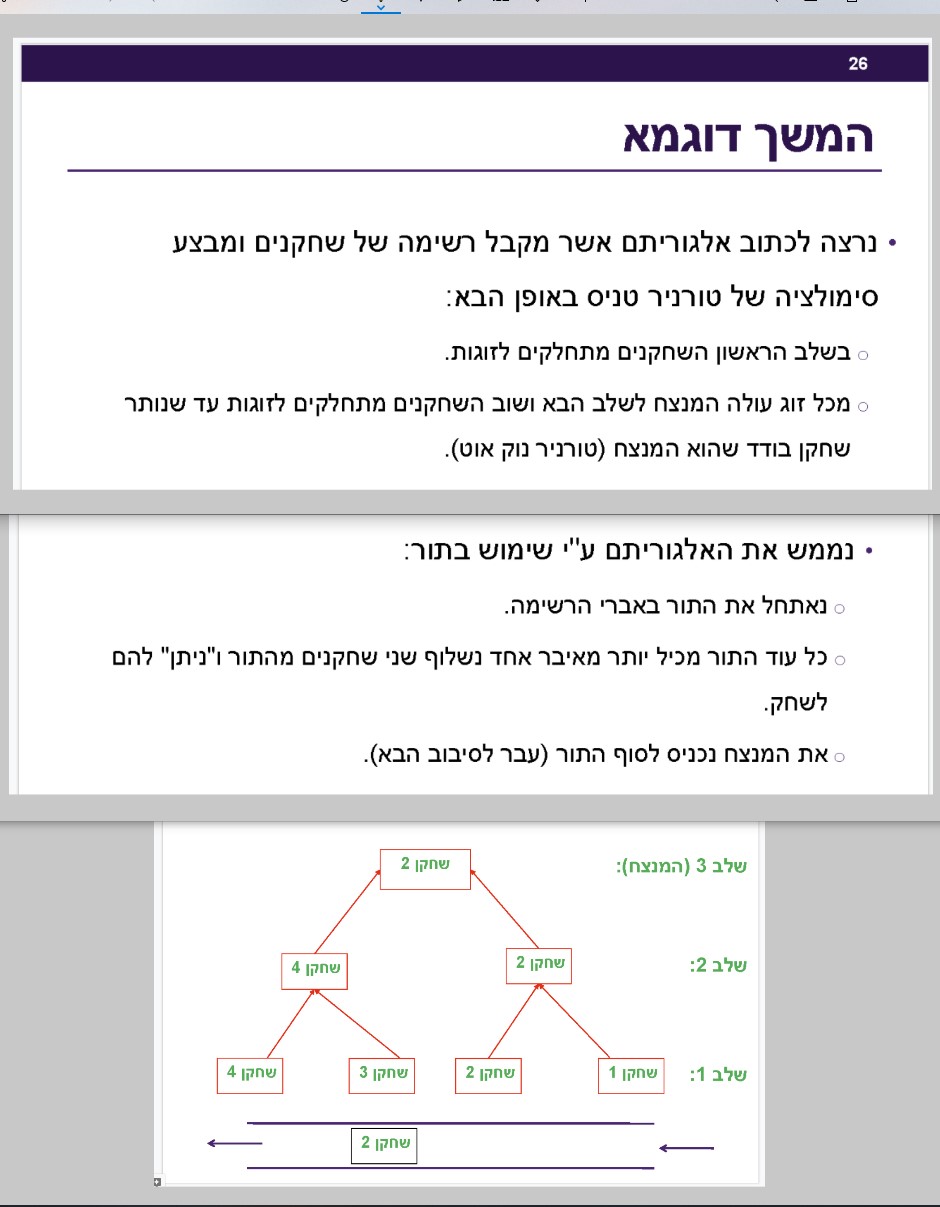 26
המשך דוגמא
• נרצה לכתוב אלגוריתם אשר מקבל רשימה של שחקנים ומבצע
סימולציה של טורניר טניס באופן הבא:
○ בשלב הראשון השחקנים מתחלקים לזוגות.
○ מכל זוג עולה המנצח לשלב הבא ושוב השחקנים מתחלקים לזוגות עד שנותר
שחקן בודד שהוא המנצח (טורניר נוק אוט).
• נממש את האלגוריתם ע"י שימוש בתור:
○ נאתחל את התור באברי הרשימה.
○ כל עוד התור מכיל יותר מאיבר אחד נשלוף שני שחקנים מהתור ו"ניתן" להם
לשחק.
○ את המנצח נכניס לסוף התור (עבר לסיבוב הבא).
שלב 3 (המנצח):
שחקן 2
שלב 2:
שחקן 2
שחקן 4
שלב 1:
שחקן 1
שחקן 2
שחקן 3
שחקן 4
שחקן 2